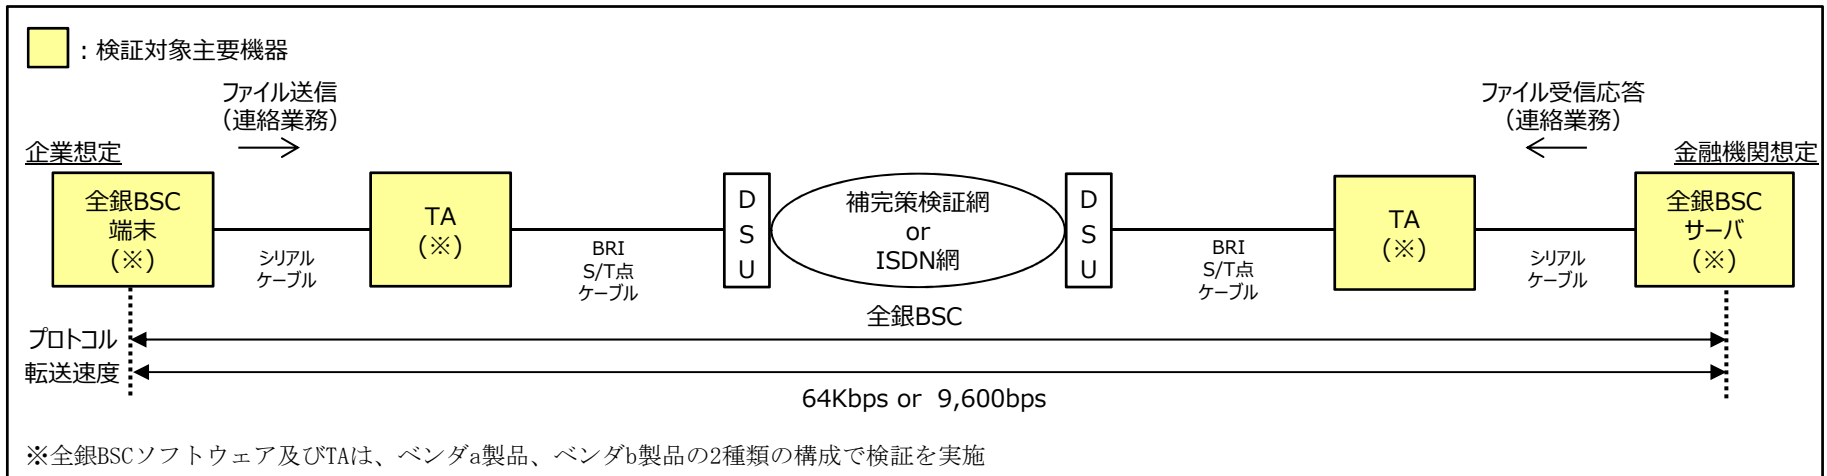 ：検証対象主要機器
ファイル送信
（連絡業務）
ファイル受信応答
（連絡業務）
企業想定
金融機関想定
全銀BSC
端末
（※）
シリアル
ケーブル
TA
（※）
BRI
S/T点
ケーブル
D
S
U
補完策検証網
or
ISDN網
D
S
U
BRI
S/T点
ケーブル
TA
（※）
シリアル
ケーブル
全銀BSC
サーバ
（※）
全銀BSC
プロトコル
転送速度
64Kbps or 9,600bps
※全銀BSCソフトウェア及びTAは、ベンダa製品、ベンダb製品の2種類の構成で検証を実施